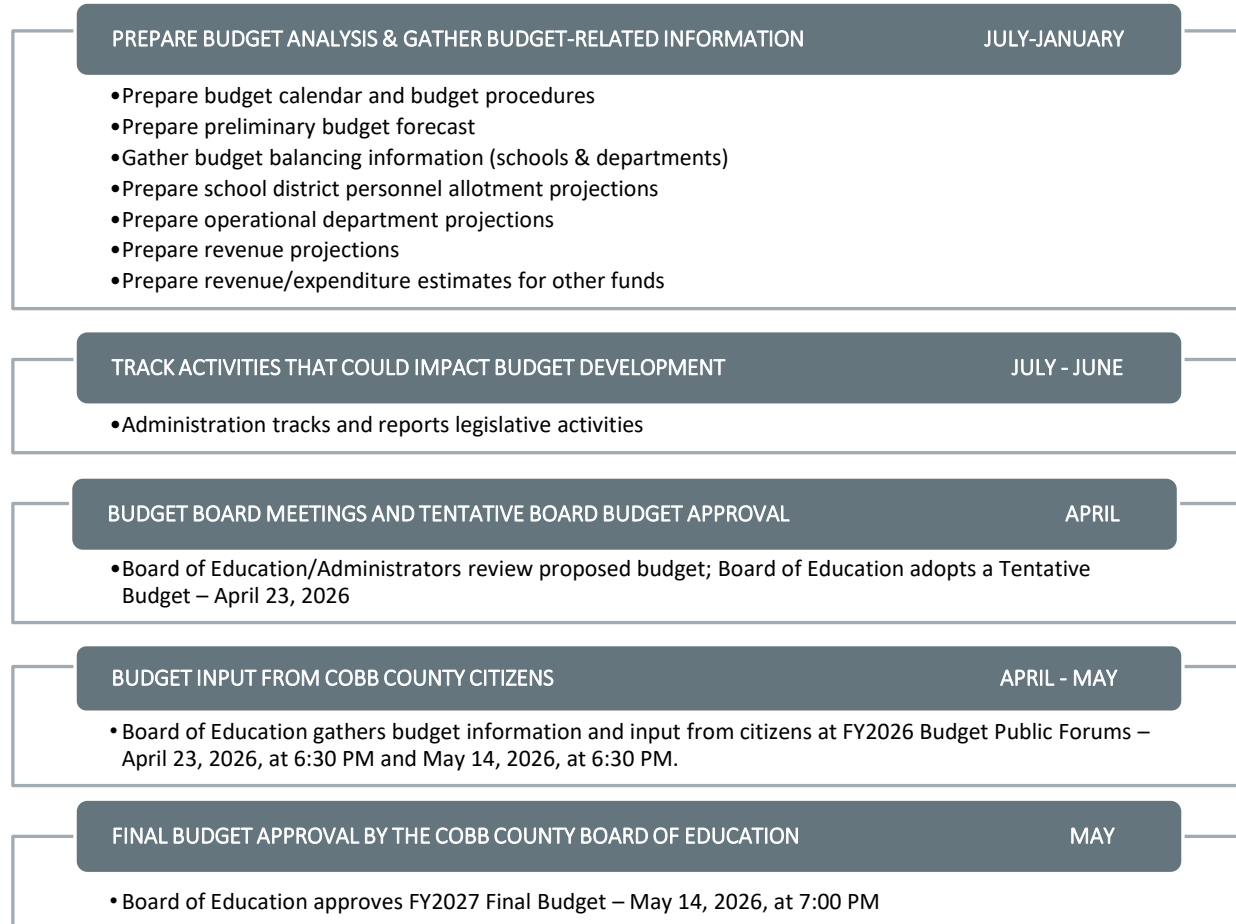 PREPARE BUDGET ANALYSIS & GATHER BUDGET-RELATED INFORMATION JULY-JANUARY
•Prepare budget calendar and budget procedures
•Prepare preliminary budget forecast
•Gather budget balancing information (schools & departments)
•Prepare school district personnel allotment projections
•Prepare operational department projections
•Prepare revenue projections
•Prepare revenue/expenditure estimates for other funds
TRACK ACTIVITIES THAT COULD IMPACT BUDGET DEVELOPMENT JULY - JUNE
•Administration tracks and reports legislative activities
BUDGET BOARD MEETINGS AND TENTATIVE BOARD BUDGET APPROVAL APRIL
•Board of Education/Administrators review proposed budget; Board of Education adopts a Tentative
Budget – April 23, 2026
BUDGET INPUT FROM COBB COUNTY CITIZENS APRIL - MAY
• Board of Education gathers budget information and input from citizens at FY2026 Budget Public Forums –
April 23, 2026, at 6:30 PM and May 14, 2026, at 6:30 PM.
FINAL BUDGET APPROVAL BY THE COBB COUNTY BOARD OF EDUCATION MAY
• Board of Education approves FY2027 Final Budget – May 14, 2026, at 7:00 PM